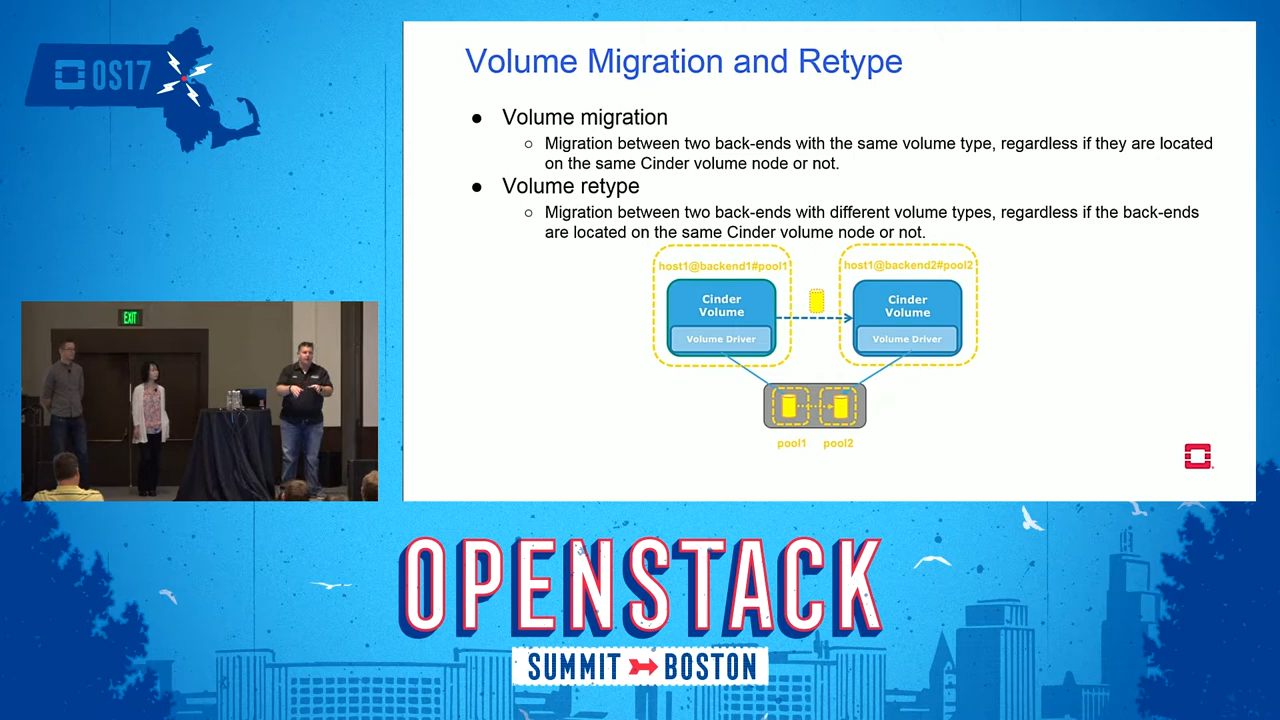 OS17
Volume Migration and Retype
● Volume migration
○ Migration between two back-ends with the same volume type, regardless if they are located
on the same Cinder volume node or not.
● Volume retype
○ Migration between two back-ends with different volume types, regardless if the back-ends
are located on the same Cinder volume node or not.
host1@backend1#pool1
host1@backend2#pool2
Cinder
Volume
Volume Driver
Cinder
Volume
Volume Driver
pool1
pool2
EXIT
OPENSTACK
SUMMIT BOSTON